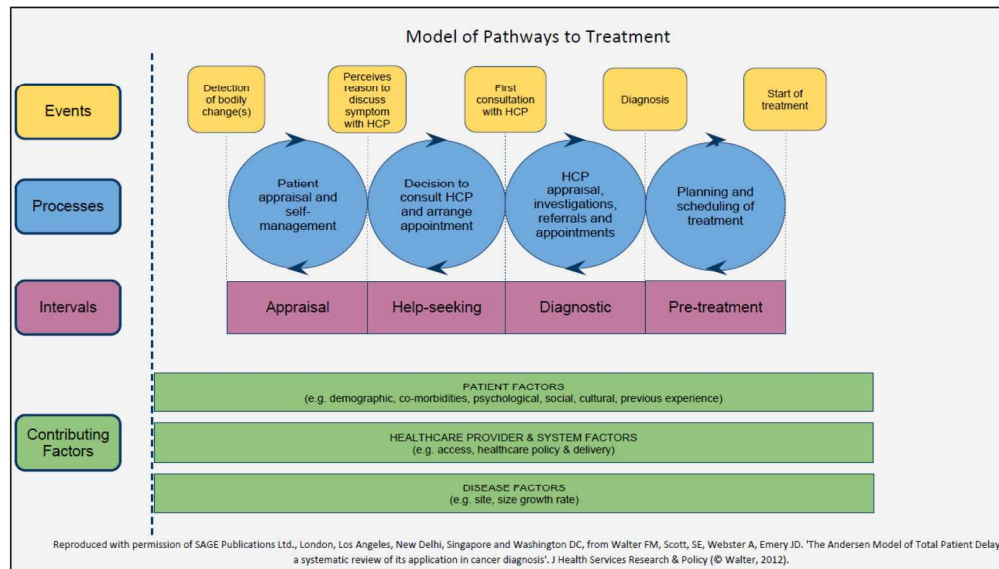 Model of Pathways to Treatment
Events
Detection
of bodily
change(s)
Perceives
reason to
discuss
symptom
with HCP
First
consultation
with HCP
Diagnosis
Start of
treatment
Processes
Patient
appraisal and
self-
management
Decision to
consult HCP
and arrange
appointment
HCP
appraisal,
investigations,
referrals and
appointments
Planning and
scheduling of
treatment
Intervals
Appraisal
Help-seeking
Diagnostic
Pre-treatment
Contributing
Factors
PATIENT FACTORS
(e.g. demographic, co-morbidities, psychological, social, cultural, previous experience)
HEALTHCARE PROVIDER & SYSTEM FACTORS
(e.g. access, healthcare policy & delivery)
DISEASE FACTORS
(e.g. site, size growth rate)
Reproduced with permission of SAGE Publications Ltd., London, Los Angeles, New Delhi, Singapore and Washington DC, from Walter FM, Scott, SE, Webster A, Emery JD. 'The Andersen Model of Total Patient Delay
a systematic review of its application in cancer diagnosis'. J Health Services Research & Policy (© Walter, 2012).